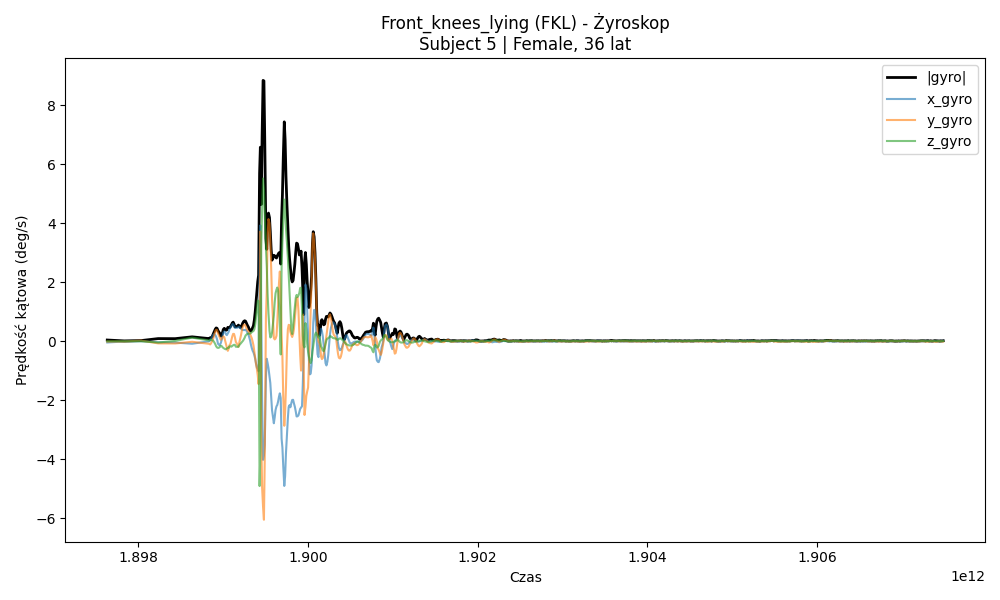 Front_knees_lying (FKL) - Żyroskop
Subject 5 | Female, 36 lat
|gyro|
x_gyro
y_gyro
z_gyro
Prędkość kątowa (deg/s)
8
6
4
2
0
−2
−4
−6
1.898
1.900
1.902
1.904
1.906
1e12
Czas